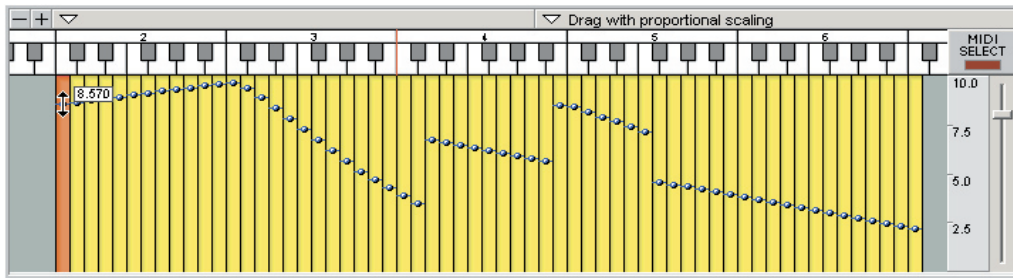 − +
Drag with proportional scaling
2 3 4 5 6
MIDI
SELECT
8.570
10.0
7.5
5.0
2.5